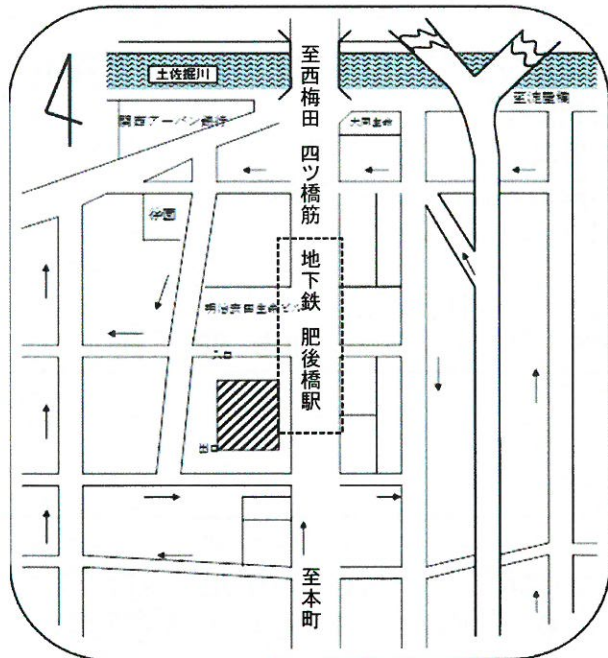 土佐堀川
至西梅田 四ツ橋筋
至淀屋橋
関西アーバン銀行
大同生命
地下鉄 肥後橋駅
入口
出口
至本町